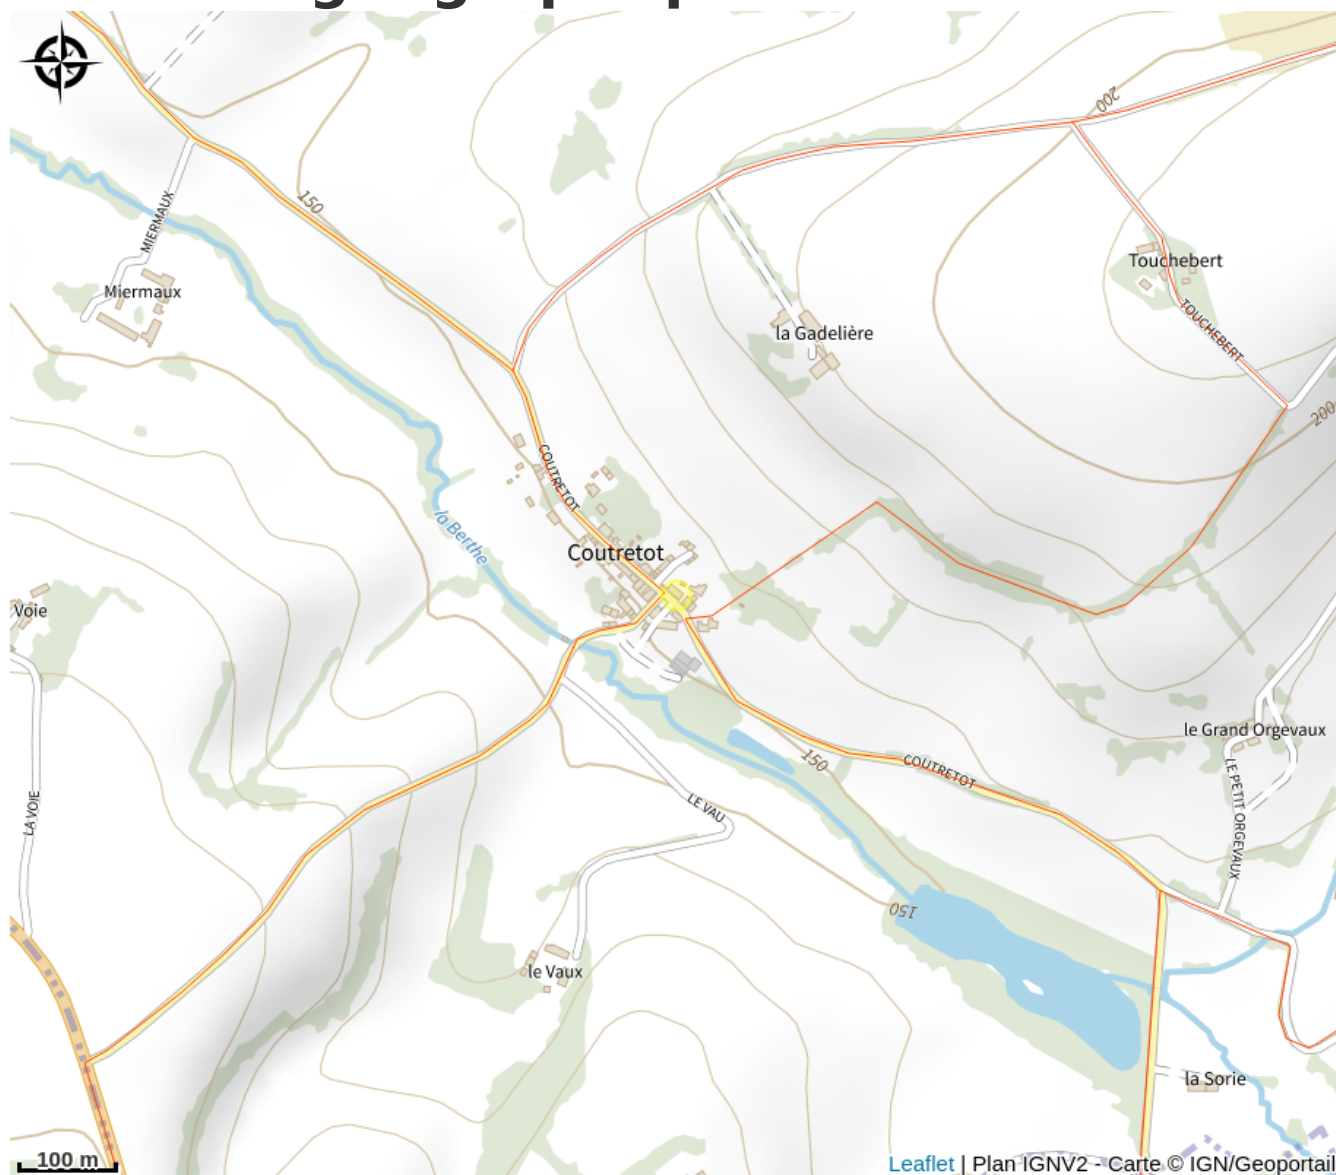 200
150
MIERMAUX
Miermaux
Touchebert
TOUCHEBERT
la Gadelière
200
COUTRETOT
la Berthe
Coutretot
Voie
le Grand Orgevaux
150
COUTRETOT
LE PETIT ORGEVAUX
LA VOIE
LE VAU
150
le Vaux
la Sorie
100 m
Leaflet | Plan IGNV2 - Carte © IGN/Geoportail